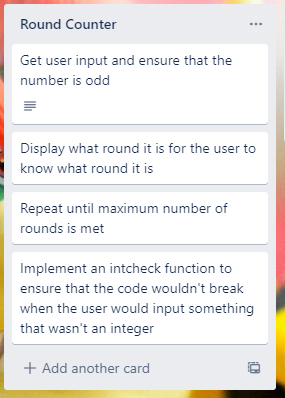 Round Counter
Get user input and ensure that the
number is odd
Display what round it is for the user to
know what round it is
Repeat until maximum number of
rounds is met
Implement an intcheck function to
ensure that the code wouldn't break
when the user would input something
that wasn't an integer
Add another card